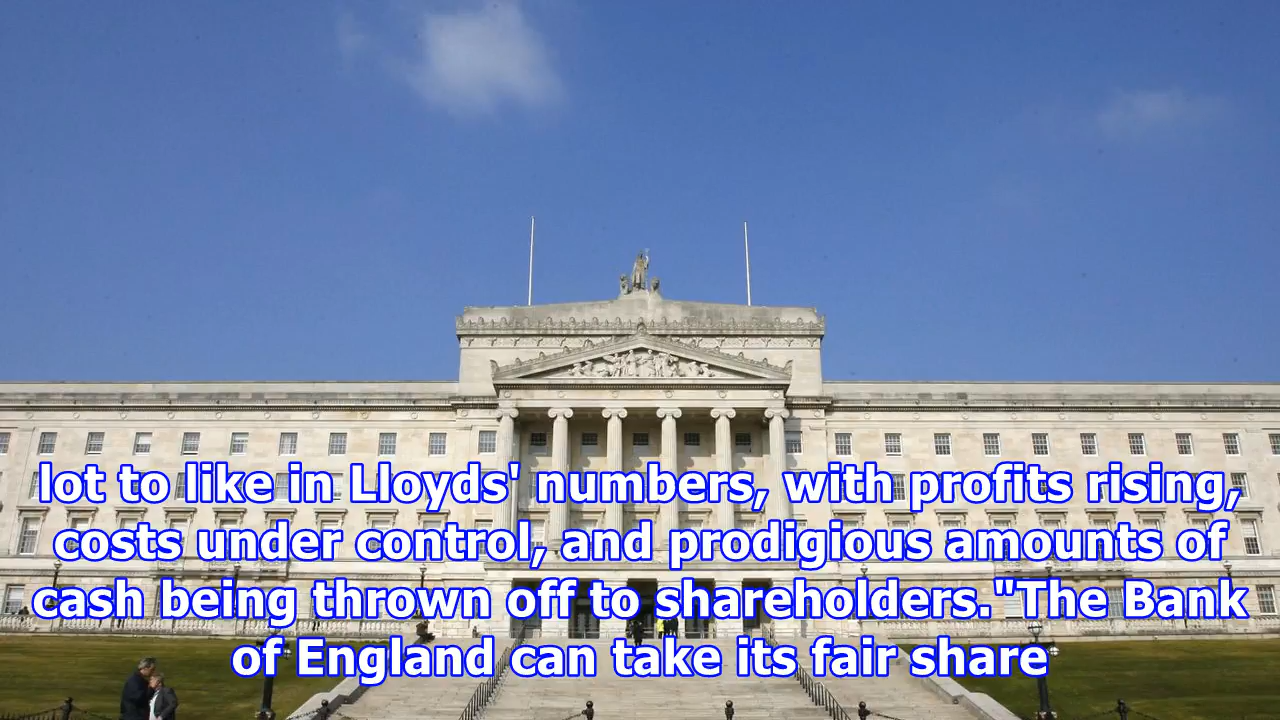 lot to like in Lloyds' numbers, with profits rising,
costs under control, and prodigious amounts of
cash being thrown off to shareholders."The Bank
of England can take its fair share